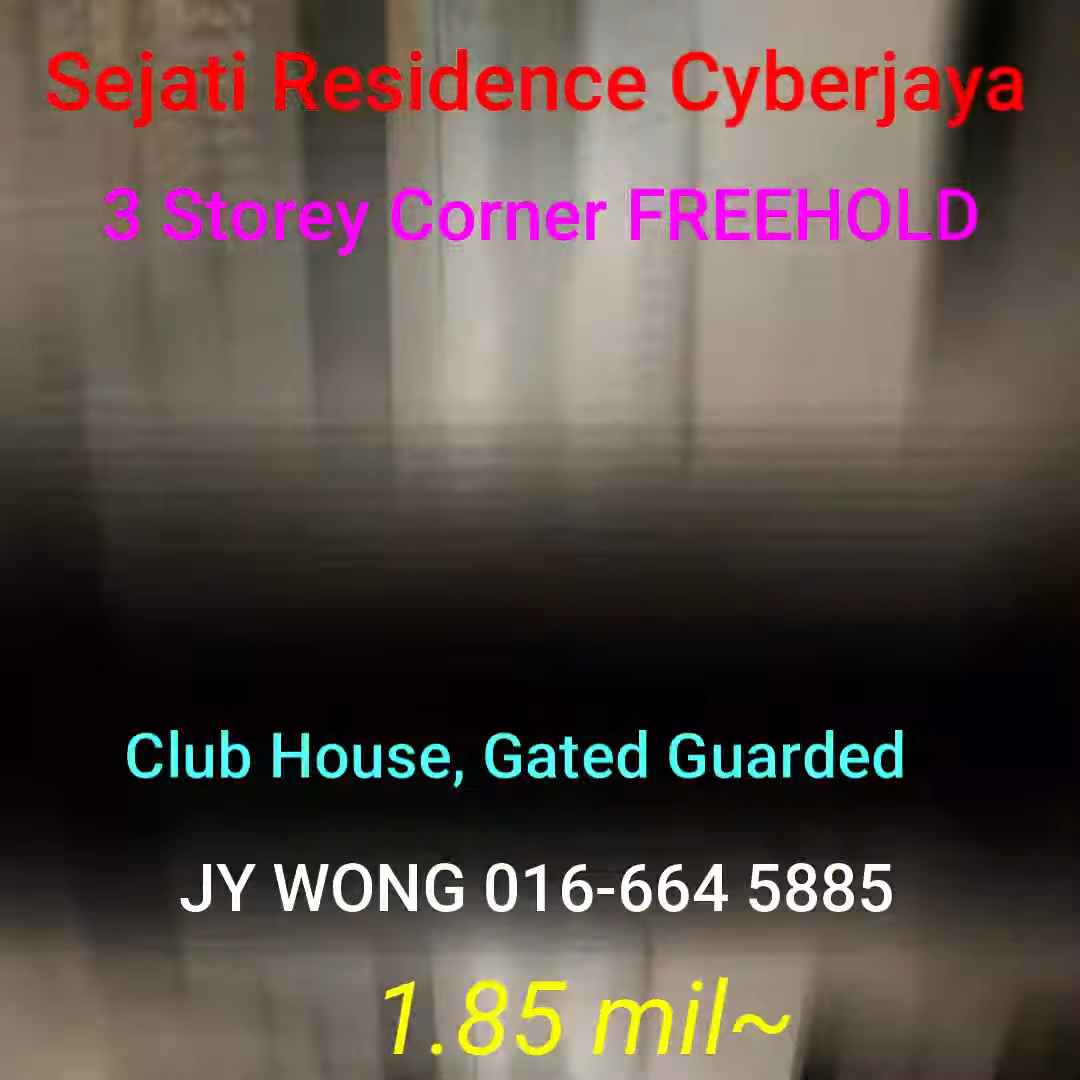 Sejati Residence Cyberjaya
3 Storey Corner FREEHOLD
Club House, Gated Guarded
JY WONG 016-664 5885
1.85 mil~